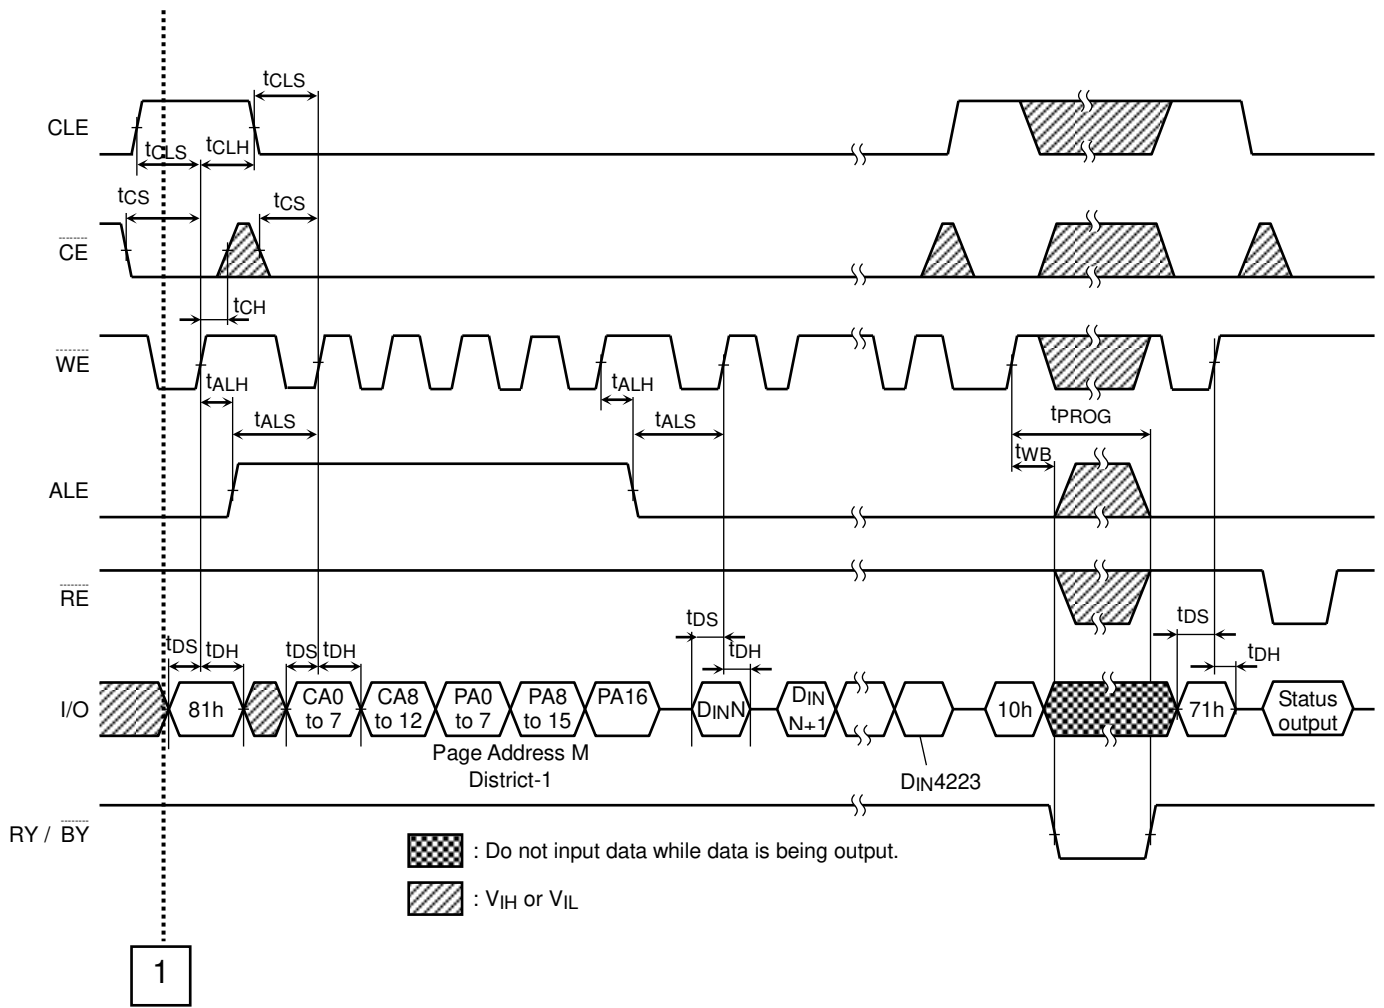 tCLS
CLE
tCLS tCLH
tCS tCS
CE
tCH
WE
tALH tALH
tALS tALS tPROG
tWB
ALE
RE
tDS tDH tDS tDH tDS tDH tDS tDH
I/O 81h CA0 to 7 CA8 to 12 PA0 to 7 PA8 to 15 PA16 DINN DIN N+1 10h 71h Status output
Page Address M
District-1
DIN4223
RY / BY
: Do not input data while data is being output.
: VIH or VIL
1